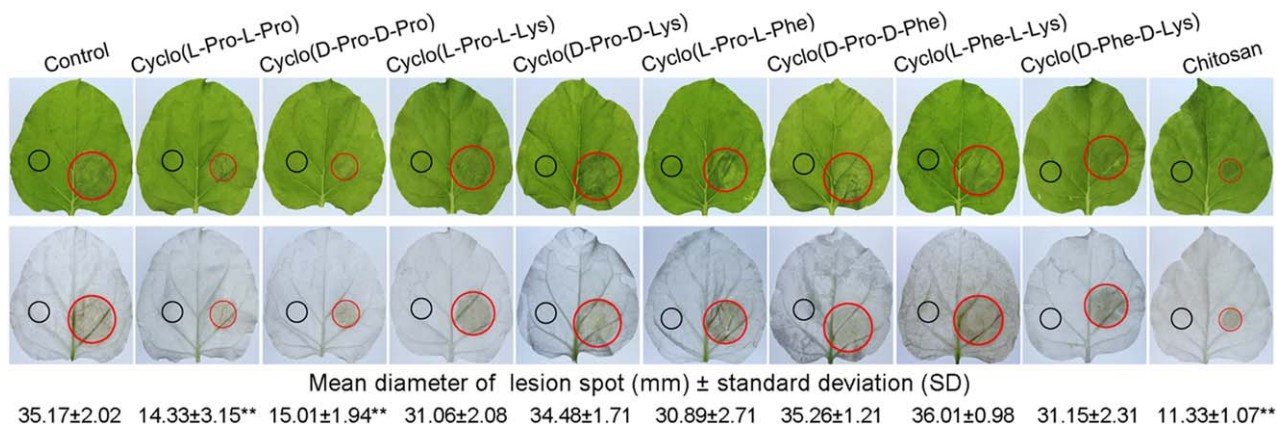 Control Cyclo(L-Pro-L-Pro) Cyclo(D-Pro-D-Pro) Cyclo(L-Pro-L-Lys) Cyclo(D-Pro-D-Lys) Cyclo(L-Pro-L-Phe) Cyclo(D-Pro-D-Phe) Cyclo(L-Phe-L-Lys) Cyclo(D-Phe-D-Lys) Chitosan
Mean diameter of lesion spot (mm) ± standard deviation (SD)
35.17±2.02 14.33±3.15** 15.01±1.94** 31.06±2.08 34.48±1.71 30.89±2.71 35.26±1.21 36.01±0.98 31.15±2.31 11.33±1.07**